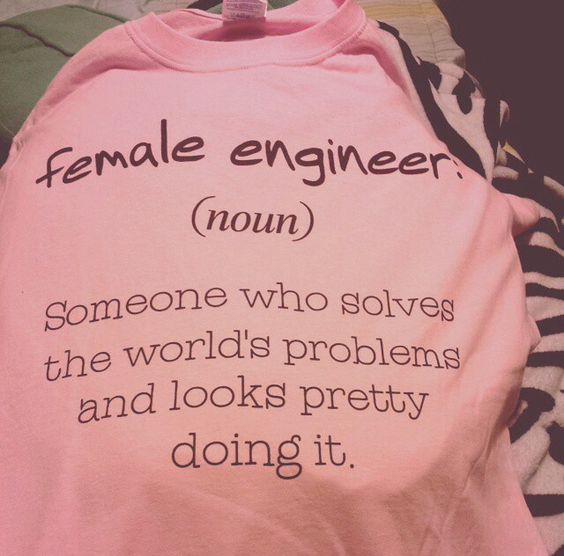 female engineer:
(noun)
Someone who solves
the world's problems
and looks pretty
doing it.